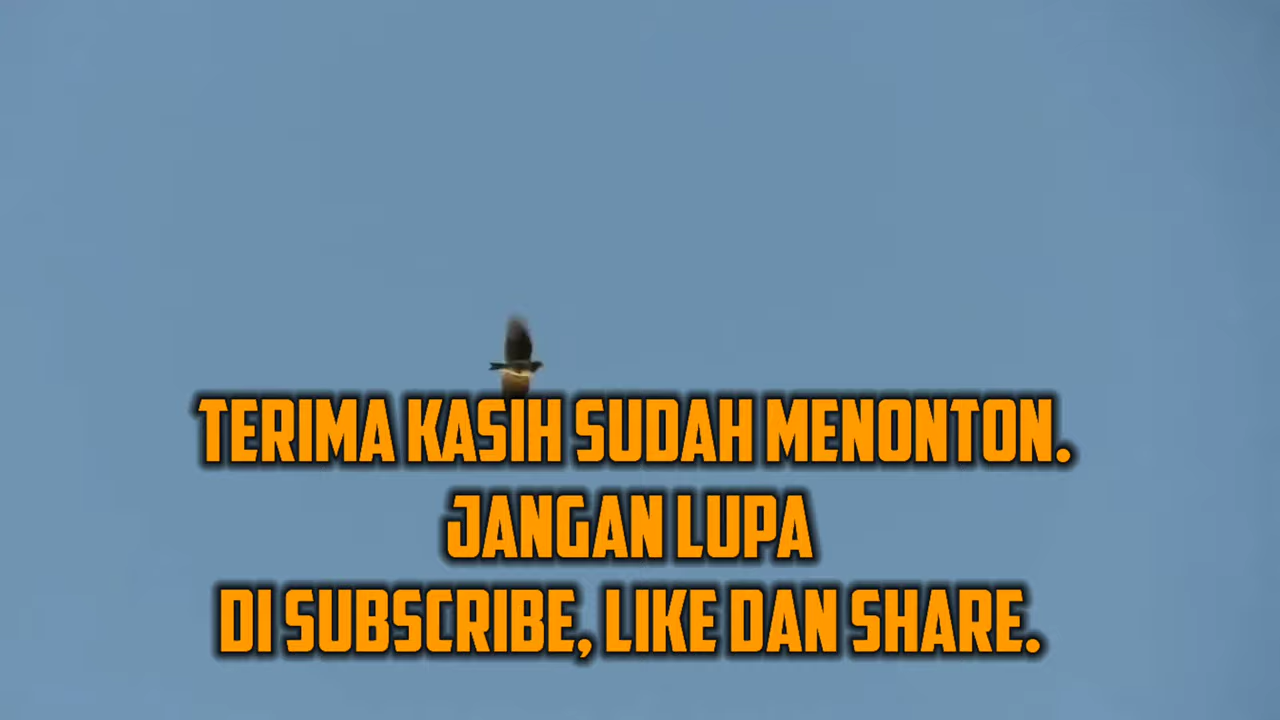 TERIMA KASIH SUDAH MENONTON.
JANGAN LUPA
DI SUBSCRIBE, LIKE DAN SHARE.